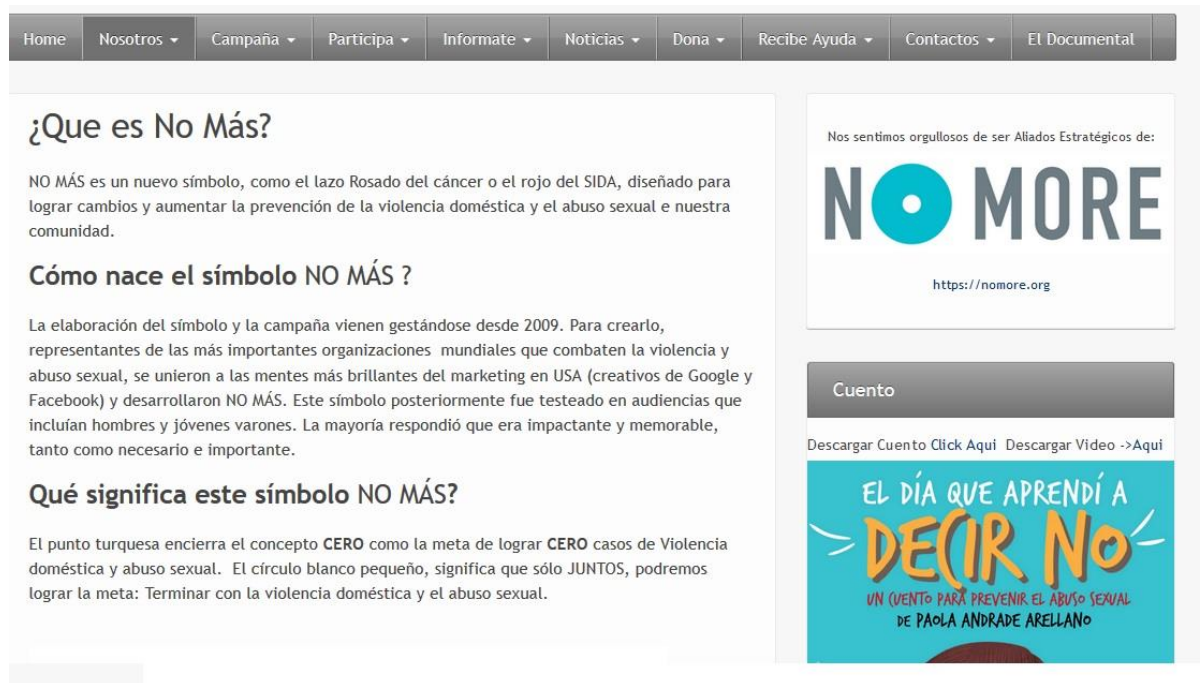 Home Nosotros Campaña Participa Informate Noticias Dona Recibe Ayuda Contactos El Documental
¿Que es No Más?
NO MÁS es un nuevo símbolo, como el lazo Rosado del cáncer o el rojo del SIDA, diseñado para
lograr cambios y aumentar la prevención de la violencia doméstica y el abuso sexual e nuestra
comunidad.
Cómo nace el símbolo NO MÁS ?
La elaboración del símbolo y la campaña vienen gestándose desde 2009. Para crearlo,
representantes de las más importantes organizaciones mundiales que combaten la violencia y
abuso sexual, se unieron a las mentes más brillantes del marketing en USA (creativos de Google y
Facebook) y desarrollaron NO MÁS. Este símbolo posteriormente fue testeado en audiencias que
incluían hombres y jóvenes varones. La mayoría respondió que era impactante y memorable,
tanto como necesario e importante.
Qué significa este símbolo NO MÁS?
El punto turquesa encierra el concepto CERO como la meta de lograr CERO casos de Violencia
doméstica y abuso sexual. El círculo blanco pequeño, significa que sólo JUNTOS, podremos
lograr la meta: Terminar con la violencia doméstica y el abuso sexual.
Nos sentimos orgullosos de ser Aliados Estratégicos de:
NO MORE
https://nomore.org
Cuento
Descargar Cuento Click Aqui Descargar Video ->Aqui
EL DÍA QUE APRENDÍ A
DECIR NO
UN CUENTO PARA PREVENIR EL ABUSO SEXUAL
DE PAOLA ANDRADE ARELLANO